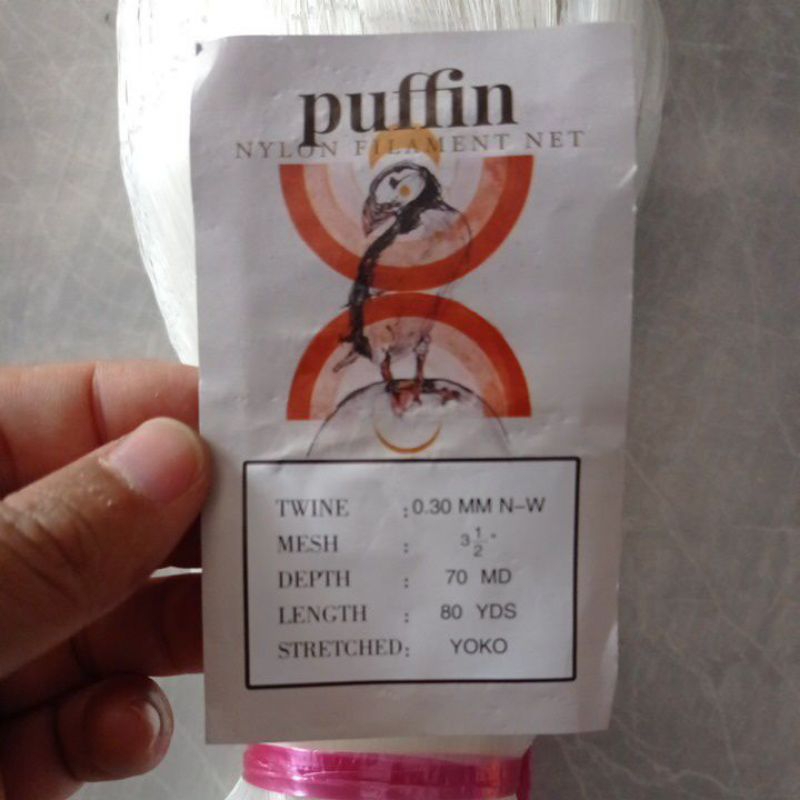 puffin
NYLON FILAMENT NET
TWINE : 0.30 MM N-W
MESH : 3 1/2"
DEPTH : 70 MD
LENGTH : 80 YDS
STRETCHED : YOKO